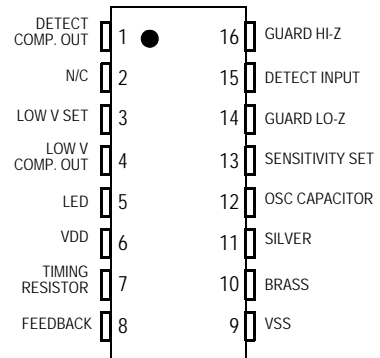 DETECT
COMP. OUT 1 16 GUARD HI-Z
N/C 2 15 DETECT INPUT
LOW V SET 3 14 GUARD LO-Z
LOW V
COMP. OUT 4 13 SENSITIVITY SET
LED 5 12 OSC CAPACITOR
VDD 6 11 SILVER
TIMING
RESISTOR 7 10 BRASS
FEEDBACK 8 9 VSS